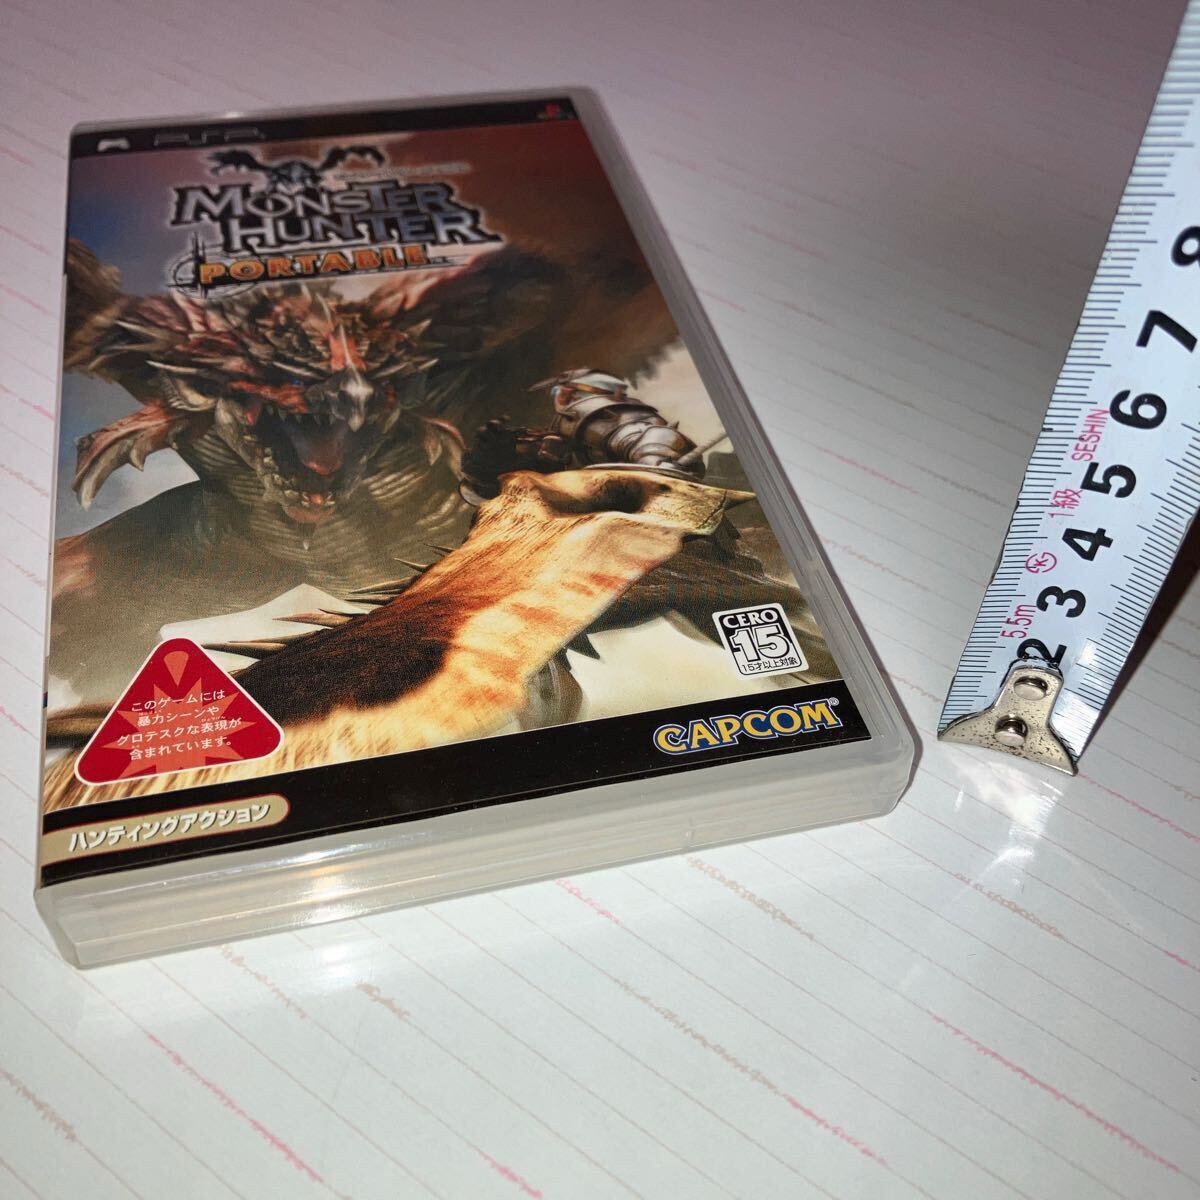 PSP
MONSTER
HUNTER
PORTABLE
CERO
15
15才以上対象
このゲームには
暴力シーンや
グロテスクな表現が
含まれています。
CAPCOM®
ハンティングアクション
8
7
6
5
4
3
2
5.5m
1級 SESHIN